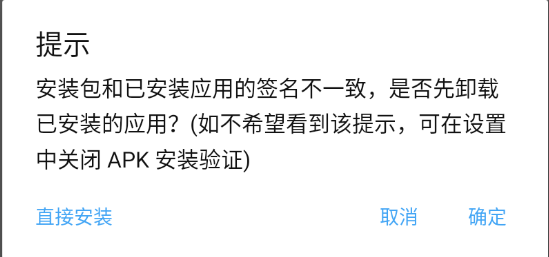 提示
安装包和已安装应用的签名不一致，是否先卸载
已安装的应用？(如不希望看到该提示，可在设置
中关闭 APK 安装验证)
直接安装 取消 确定